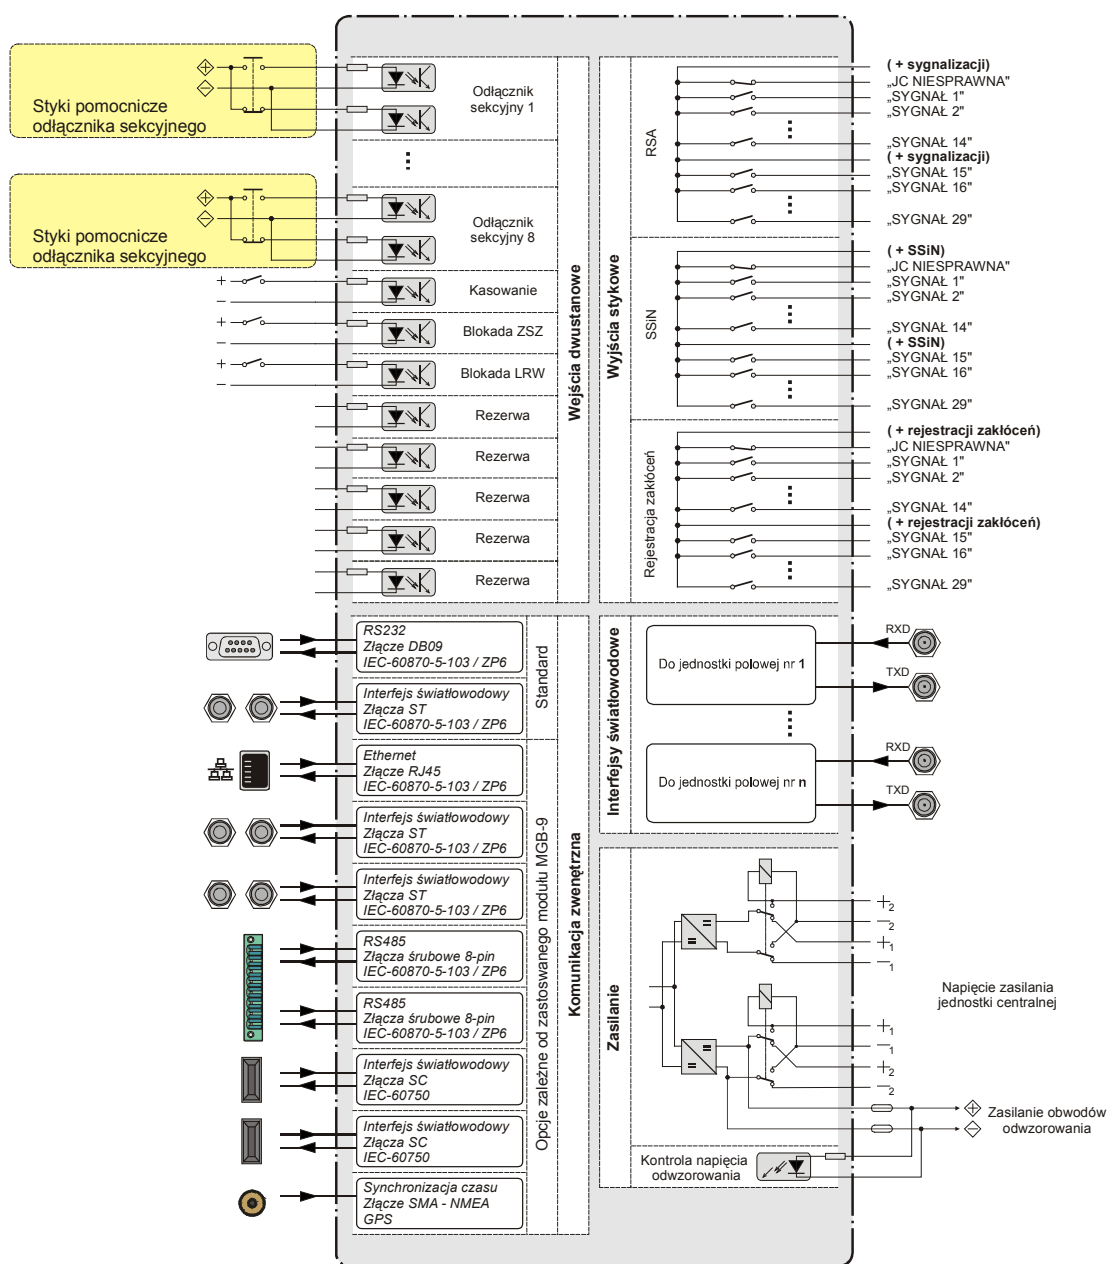 Styki pomocnicze
odłącznika sekcyjnego
Odłącznik
sekcyjny 1
Styki pomocnicze
odłącznika sekcyjnego
Odłącznik
sekcyjny 8
+
−
Kasowanie
+
−
Blokada ZSZ
+
−
Blokada LRW
Rezerwa
Rezerwa
Rezerwa
Rezerwa
Rezerwa
Wejścia dwustanowe
Wyjścia stykowe
RSA
( + sygnalizacji)
„JC NIESPRAWNA"
„SYGNAŁ 1"
„SYGNAŁ 2"
„SYGNAŁ 14"
( + sygnalizacji)
„SYGNAŁ 15"
„SYGNAŁ 16"
„SYGNAŁ 29"
SSiN
( + SSiN)
„JC NIESPRAWNA"
„SYGNAŁ 1"
„SYGNAŁ 2"
„SYGNAŁ 14"
( + SSiN)
„SYGNAŁ 15"
„SYGNAŁ 16"
„SYGNAŁ 29"
Rejestracja zakłóceń
( + rejestracji zakłóceń)
„JC NIESPRAWNA"
„SYGNAŁ 1"
„SYGNAŁ 2"
„SYGNAŁ 14"
( + rejestracji zakłóceń)
„SYGNAŁ 15"
„SYGNAŁ 16"
„SYGNAŁ 29"
RS232
Złącze DB09
IEC-60870-5-103 / ZP6
Interfejs światłowodowy
Złącza ST
IEC-60870-5-103 / ZP6
Standard
Ethernet
Złącze RJ45
IEC-60870-5-103 / ZP6
Interfejs światłowodowy
Złącza ST
IEC-60870-5-103 / ZP6
Interfejs światłowodowy
Złącza ST
IEC-60870-5-103 / ZP6
RS485
Złącza śrubowe 8-pin
IEC-60870-5-103 / ZP6
RS485
Złącza śrubowe 8-pin
IEC-60870-5-103 / ZP6
Interfejs światłowodowy
Złącza SC
IEC-60750
Interfejs światłowodowy
Złącza SC
IEC-60750
Synchronizacja czasu
Złącze SMA - NMEA
GPS
Opcje zależne od zastosowanego modułu MGB-9
Komunikacja zwenętrzna
Interfejsy światłowodowe
Do jednostki polowej nr 1
RXD
TXD
Do jednostki polowej nr n
RXD
TXD
Zasilanie
+2
−2
+1
−1
Napięcie zasilania
jednostki centralnej
+1
−1
+2
−2
Zasilanie obwodów
odwzorowania
Kontrola napięcia
odwzorowania